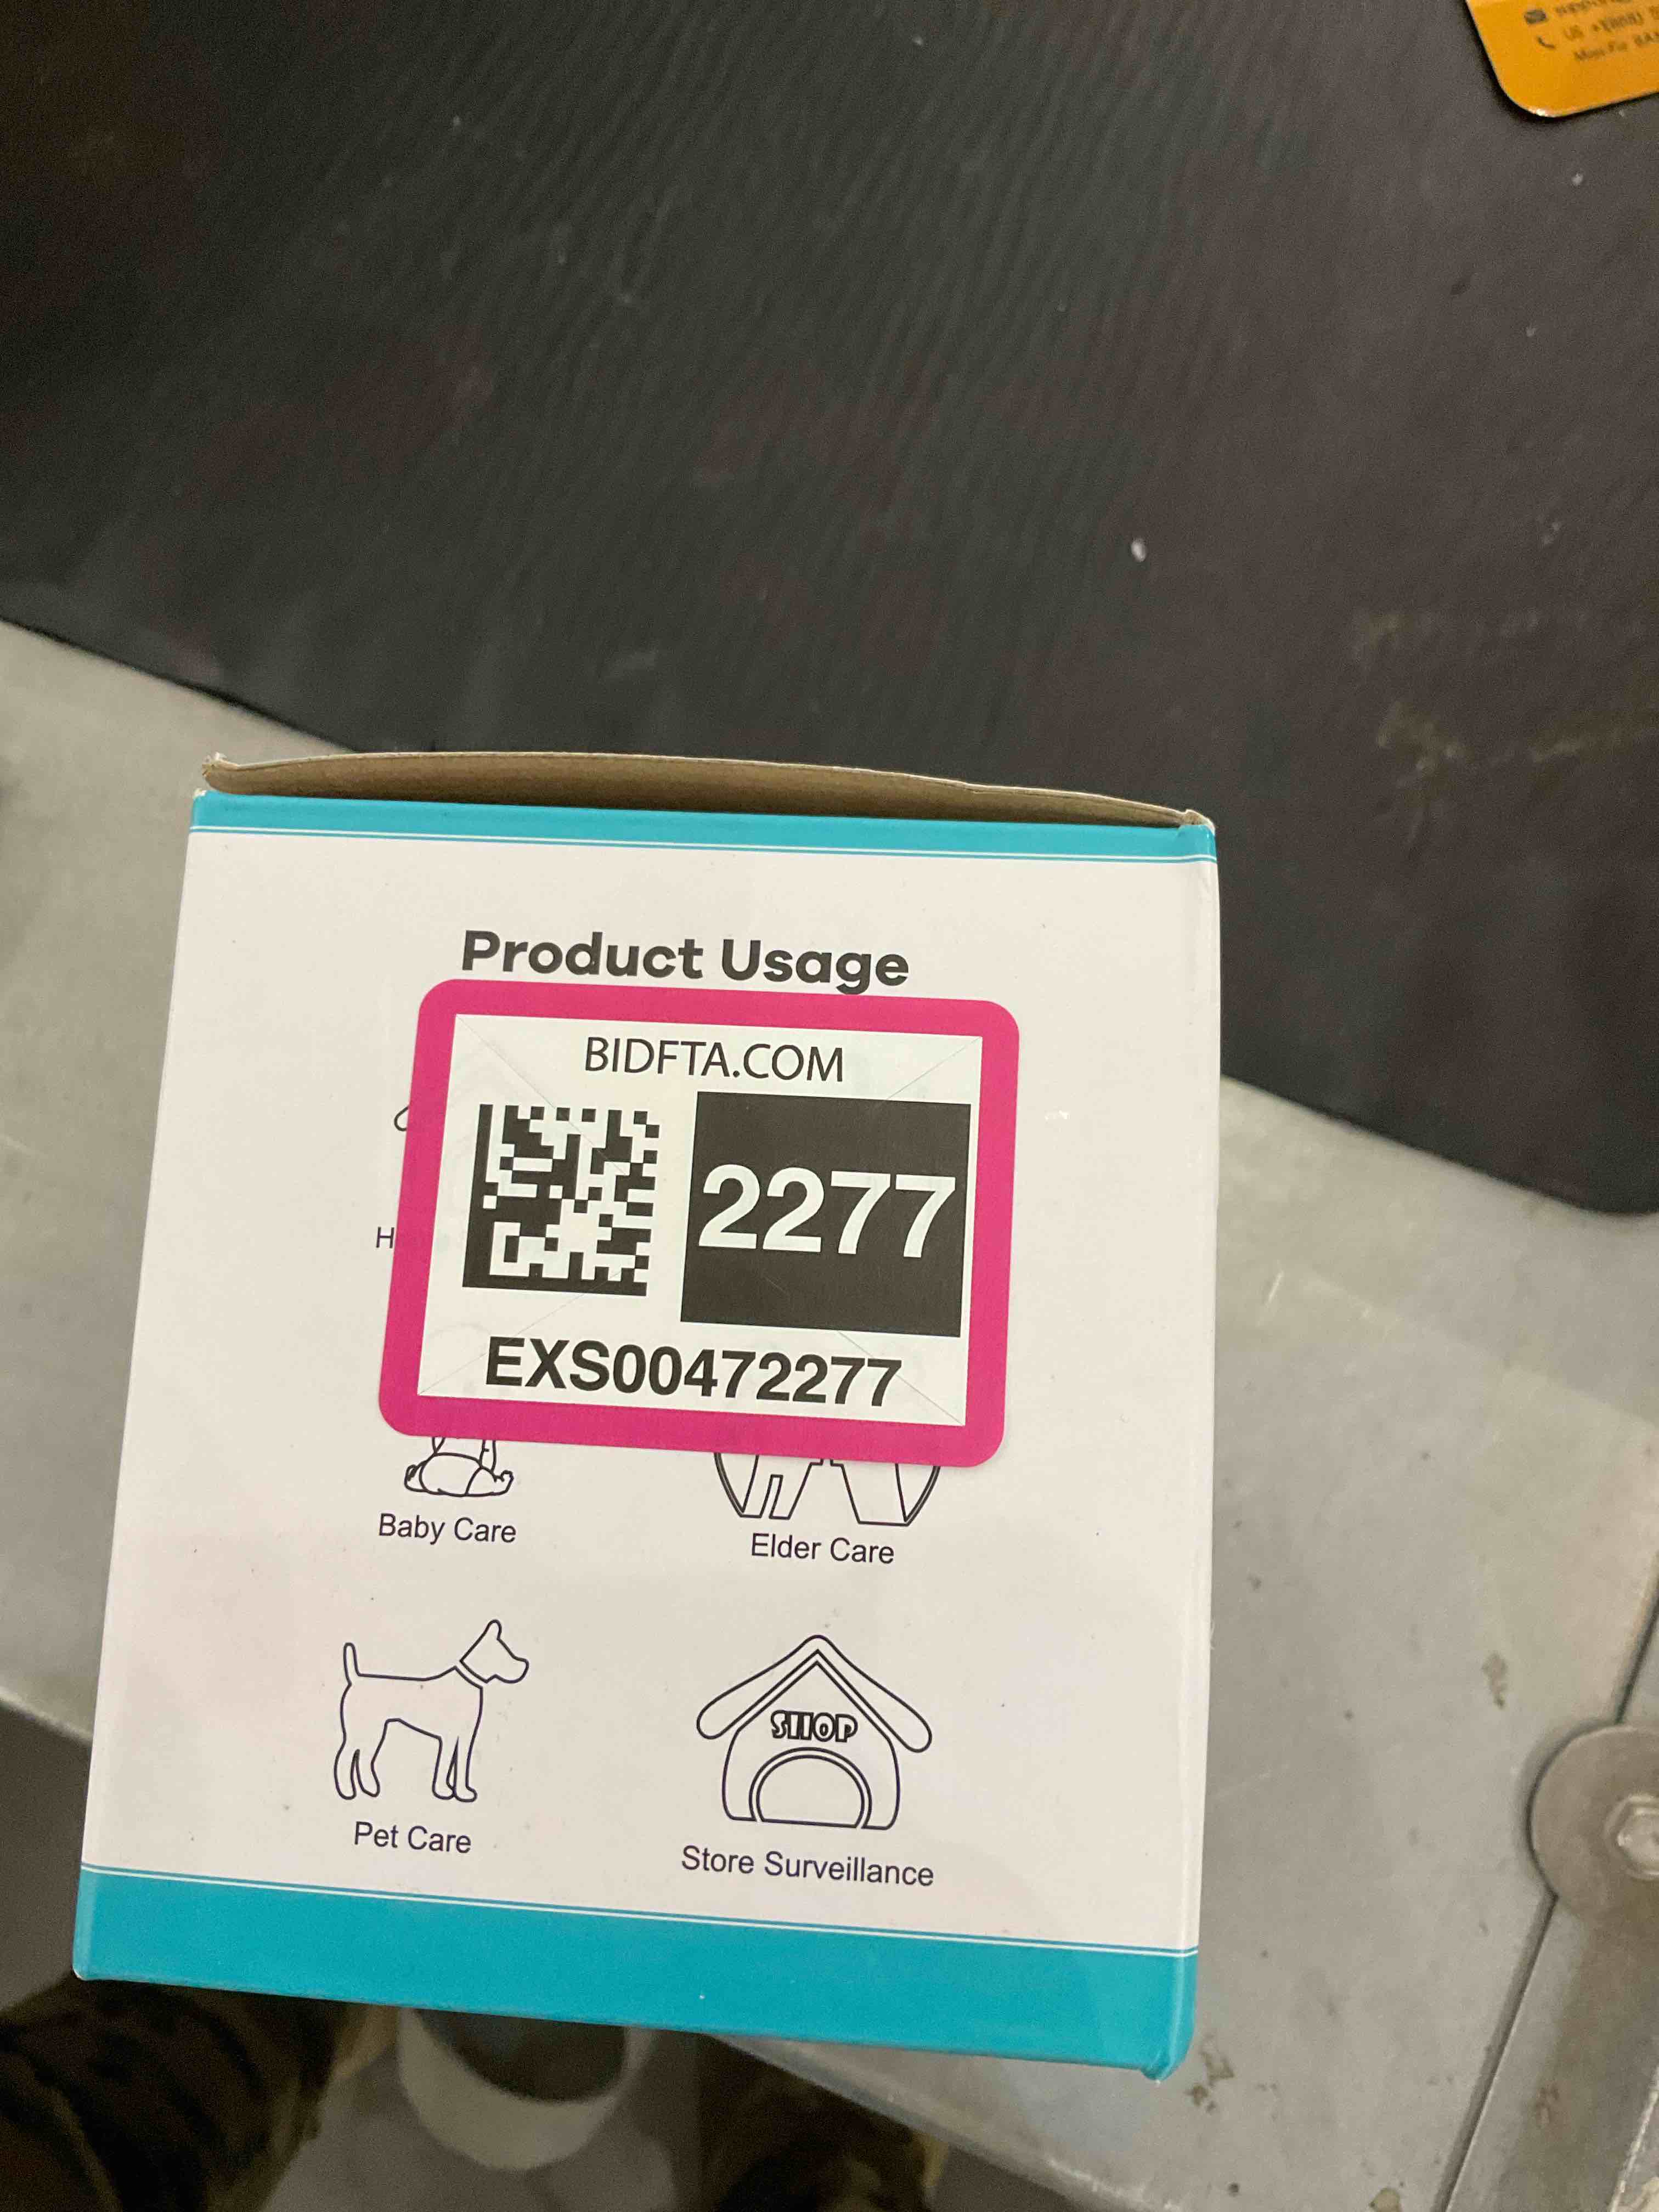 Product Usage
BIDFTA.COM
2277
EXS00472277
Baby Care
Elder Care
Pet Care
SHOP
Store Surveillance